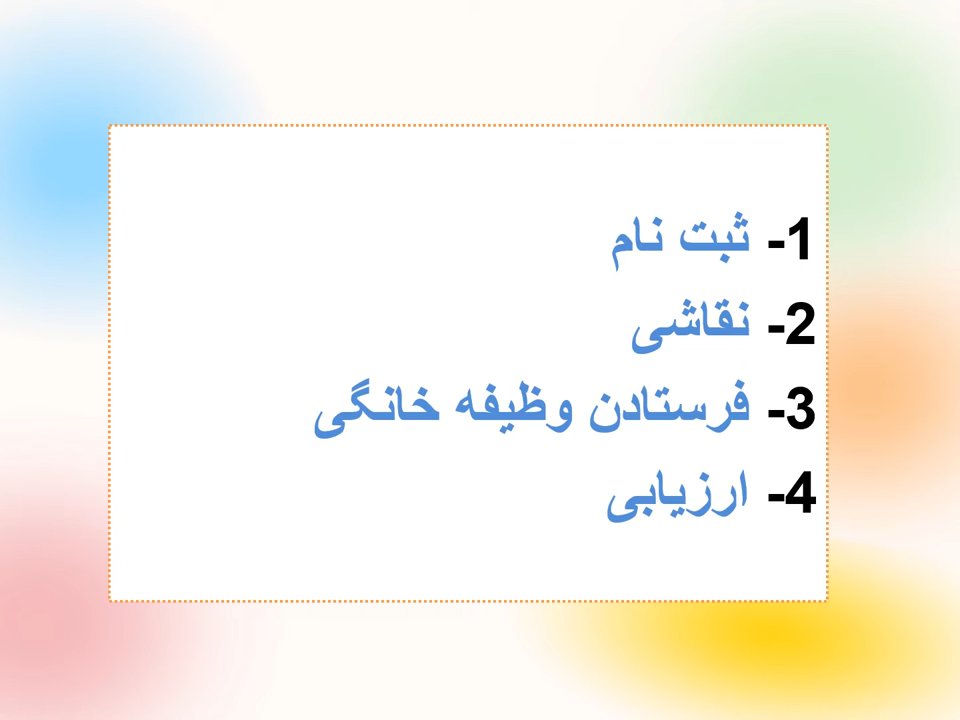 1- ثبت نام
2- نقاشی
3- فرستادن وظیفه خانگی
4- ارزیابی